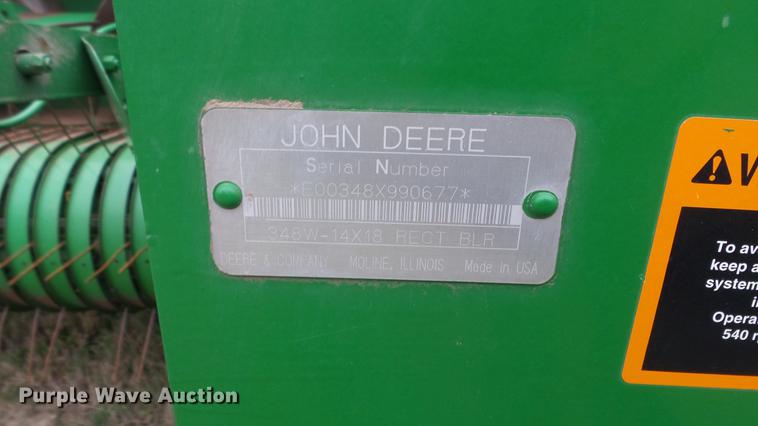 JOHN DEERE
Serial Number
*E00348X990677*
348W-14X18 RECT BLR
DEERE & COMPANY MOLINE, ILLINOIS Made in USA
To av
keep a
system
i
Opera
540 r
Purple Wave Auction